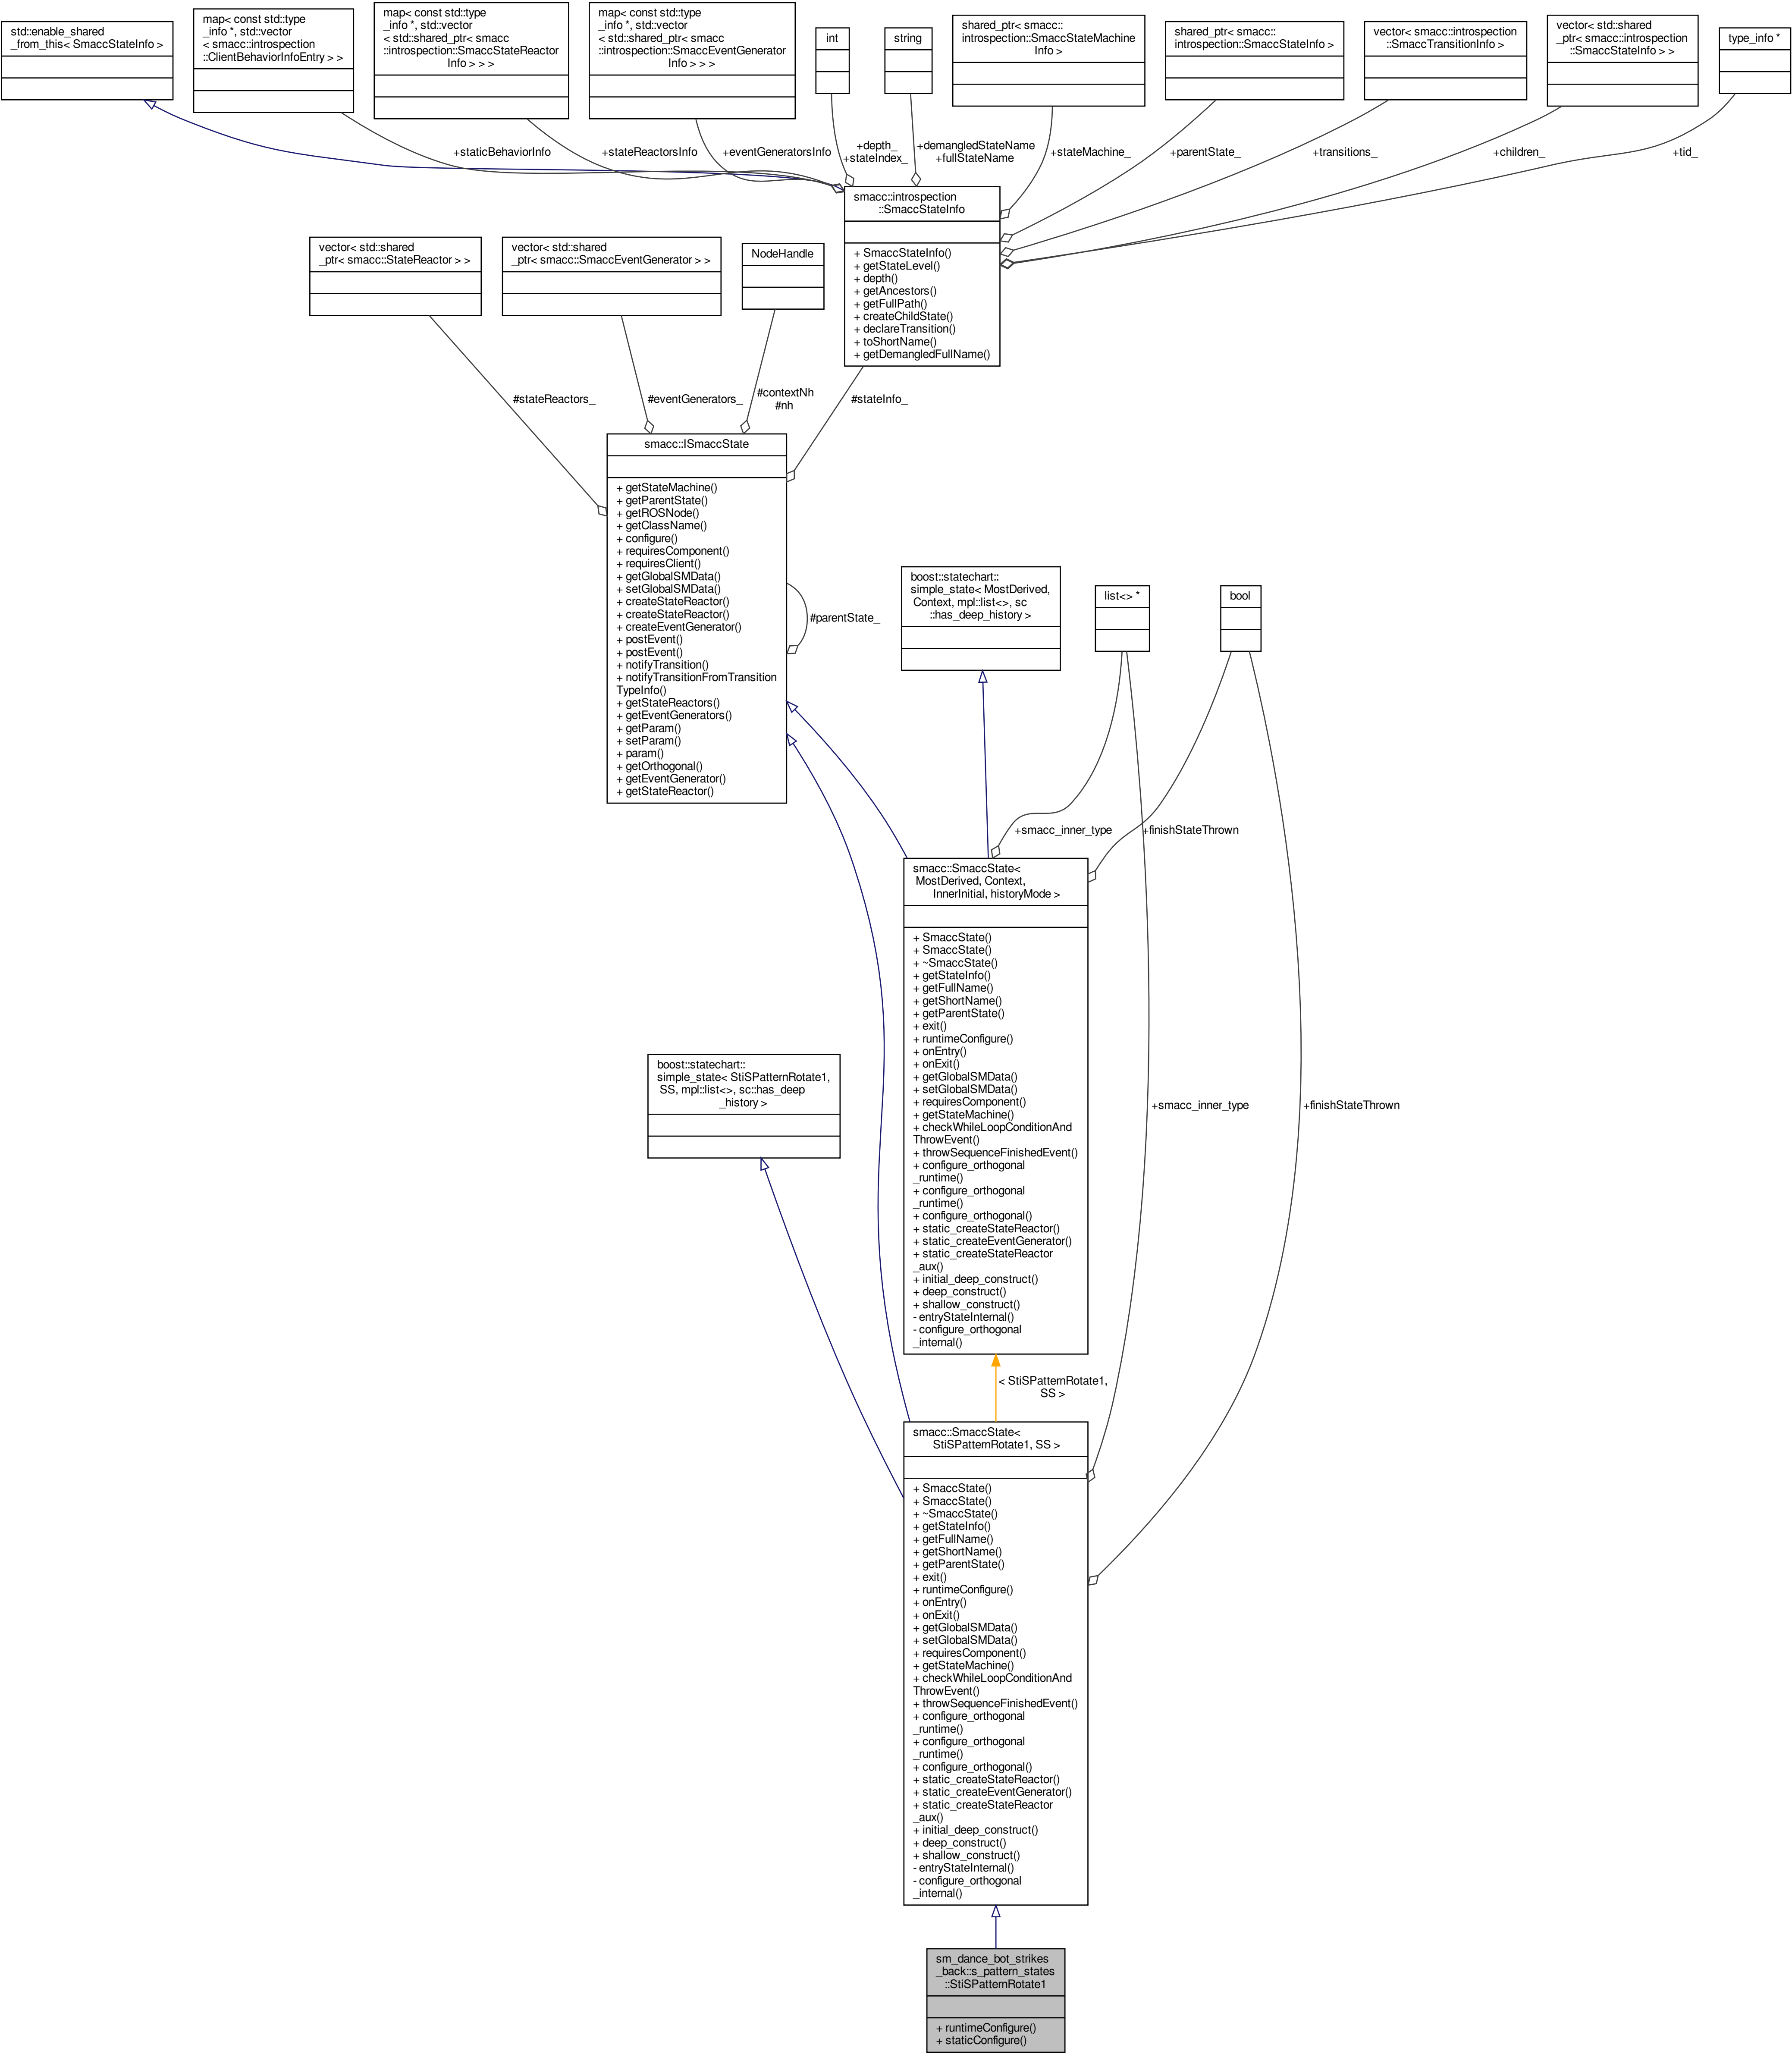 std::enable_shared
_from_this< SmaccStateInfo >
map< const std::type
_info *, std::vector
< smacc::introspection
::ClientBehaviorInfoEntry > >
map< const std::type
_info *, std::vector
< std::shared_ptr< smacc
::introspection::SmaccStateReactor
Info > > >
map< const std::type
_info *, std::vector
< std::shared_ptr< smacc
::introspection::SmaccEventGenerator
Info > > >
int
string
shared_ptr< smacc::
introspection::SmaccStateMachine
Info >
shared_ptr< smacc::
introspection::SmaccStateInfo >
vector< smacc::introspection
::SmaccTransitionInfo >
vector< std::shared
_ptr< smacc::introspection
::SmaccStateInfo > >
type_info *
+staticBehaviorInfo
+stateReactorsInfo
+eventGeneratorsInfo
+depth_
+stateIndex_
+demangledStateName
+fullStateName
+stateMachine_
+parentState_
+transitions_
+children_
+tid_
smacc::introspection
::SmaccStateInfo
+ SmaccStateInfo()
+ getStateLevel()
+ depth()
+ getAncestors()
+ getFullPath()
+ createChildState()
+ declareTransition()
+ toShortName()
+ getDemangledFullName()
vector< std::shared
_ptr< smacc::StateReactor > >
vector< std::shared
_ptr< smacc::SmaccEventGenerator > >
NodeHandle
#stateReactors_
#eventGenerators_
#contextNh
#nh
#stateInfo_
smacc::ISmaccState
+ getStateMachine()
+ getParentState()
+ getROSNode()
+ getClassName()
+ configure()
+ requiresComponent()
+ requiresClient()
+ getGlobalSMData()
+ setGlobalSMData()
+ createStateReactor()
+ createStateReactor()
+ createEventGenerator()
+ postEvent()
+ postEvent()
+ notifyTransition()
+ notifyTransitionFromTransition
TypeInfo()
+ getStateReactors()
+ getEventGenerators()
+ getParam()
+ setParam()
+ param()
+ getOrthogonal()
+ getEventGenerator()
+ getStateReactor()
#parentState_
boost::statechart::
simple_state< MostDerived,
Context, mpl::list<>, sc
::has_deep_history >
list<> *
bool
+smacc_inner_type
+finishStateThrown
smacc::SmaccState<
MostDerived, Context,
InnerInitial, historyMode >
+ SmaccState()
+ SmaccState()
+ ~SmaccState()
+ getStateInfo()
+ getFullName()
+ getShortName()
+ getParentState()
+ exit()
+ runtimeConfigure()
+ onEntry()
+ onExit()
+ getGlobalSMData()
+ setGlobalSMData()
+ requiresComponent()
+ getStateMachine()
+ checkWhileLoopConditionAnd
ThrowEvent()
+ throwSequenceFinishedEvent()
+ configure_orthogonal
_runtime()
+ configure_orthogonal
_runtime()
+ configure_orthogonal()
+ static_createStateReactor()
+ static_createEventGenerator()
+ static_createStateReactor
_aux()
+ initial_deep_construct()
+ deep_construct()
+ shallow_construct()
- entryStateInternal()
- configure_orthogonal
_internal()
boost::statechart::
simple_state< StiSPatternRotate1,
SS, mpl::list<>, sc::has_deep
_history >
+smacc_inner_type
+finishStateThrown
< StiSPatternRotate1,
SS >
smacc::SmaccState<
StiSPatternRotate1, SS >
+ SmaccState()
+ SmaccState()
+ ~SmaccState()
+ getStateInfo()
+ getFullName()
+ getShortName()
+ getParentState()
+ exit()
+ runtimeConfigure()
+ onEntry()
+ onExit()
+ getGlobalSMData()
+ setGlobalSMData()
+ requiresComponent()
+ getStateMachine()
+ checkWhileLoopConditionAnd
ThrowEvent()
+ throwSequenceFinishedEvent()
+ configure_orthogonal
_runtime()
+ configure_orthogonal
_runtime()
+ configure_orthogonal()
+ static_createStateReactor()
+ static_createEventGenerator()
+ static_createStateReactor
_aux()
+ initial_deep_construct()
+ deep_construct()
+ shallow_construct()
- entryStateInternal()
- configure_orthogonal
_internal()
sm_dance_bot_strikes
_back::s_pattern_states
::StiSPatternRotate1
+ runtimeConfigure()
+ staticConfigure()